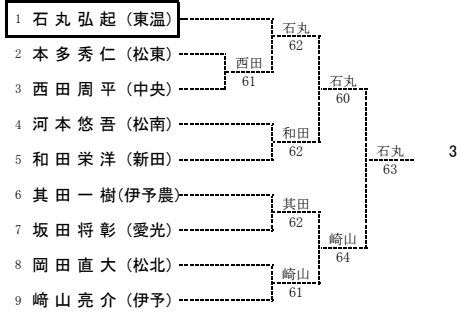 1 石 丸 弘 起 (東温)
2 本 多 秀 仁 (松東)
3 西 田 周 平 (中央)
4 河 本 悠 吾 (松南)
5 和 田 栄 洋 (新田)
6 其 田 一 樹(伊予農)
7 坂 田 将 彰 (愛光)
8 岡 田 直 大 (松北)
9 﨑 山 亮 介 (伊予)
西田
61
石丸
62
和田
62
其田
62
崎山
61
石丸
60
崎山
64
石丸
63
3